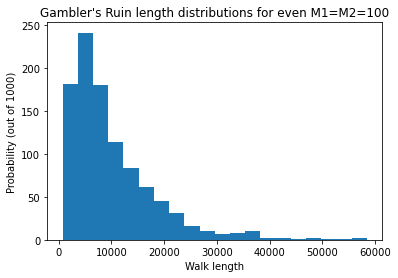 Gambler's Ruin length distributions for even M1=M2=100
Probability (out of 1000)
250
200
150
100
50
0
0 10000 20000 30000 40000 50000 60000
Walk length